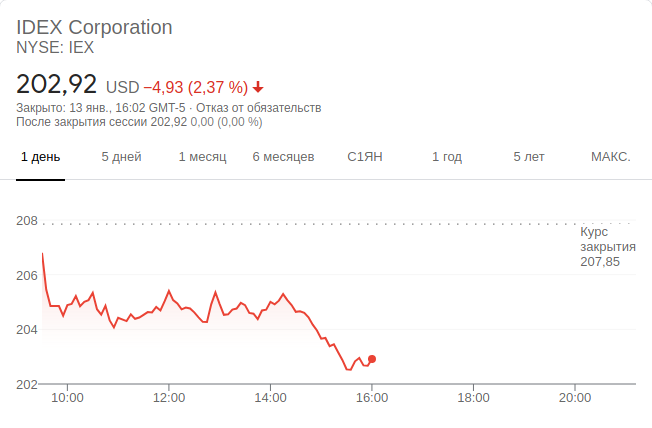 IDEX Corporation
NYSE: IEX
202,92 USD −4,93 (2,37 %)
Закрыто: 13 янв., 16:02 GMT-5 · Отказ от обязательств
После закрытия сессии 202,92 0,00 (0,00 %)
1 день 5 дней 1 месяц 6 месяцев С1ЯН 1 год 5 лет МАКС.
208
Курс
закрытия
207,85
206
204
202
10:00 12:00 14:00 16:00 18:00 20:00